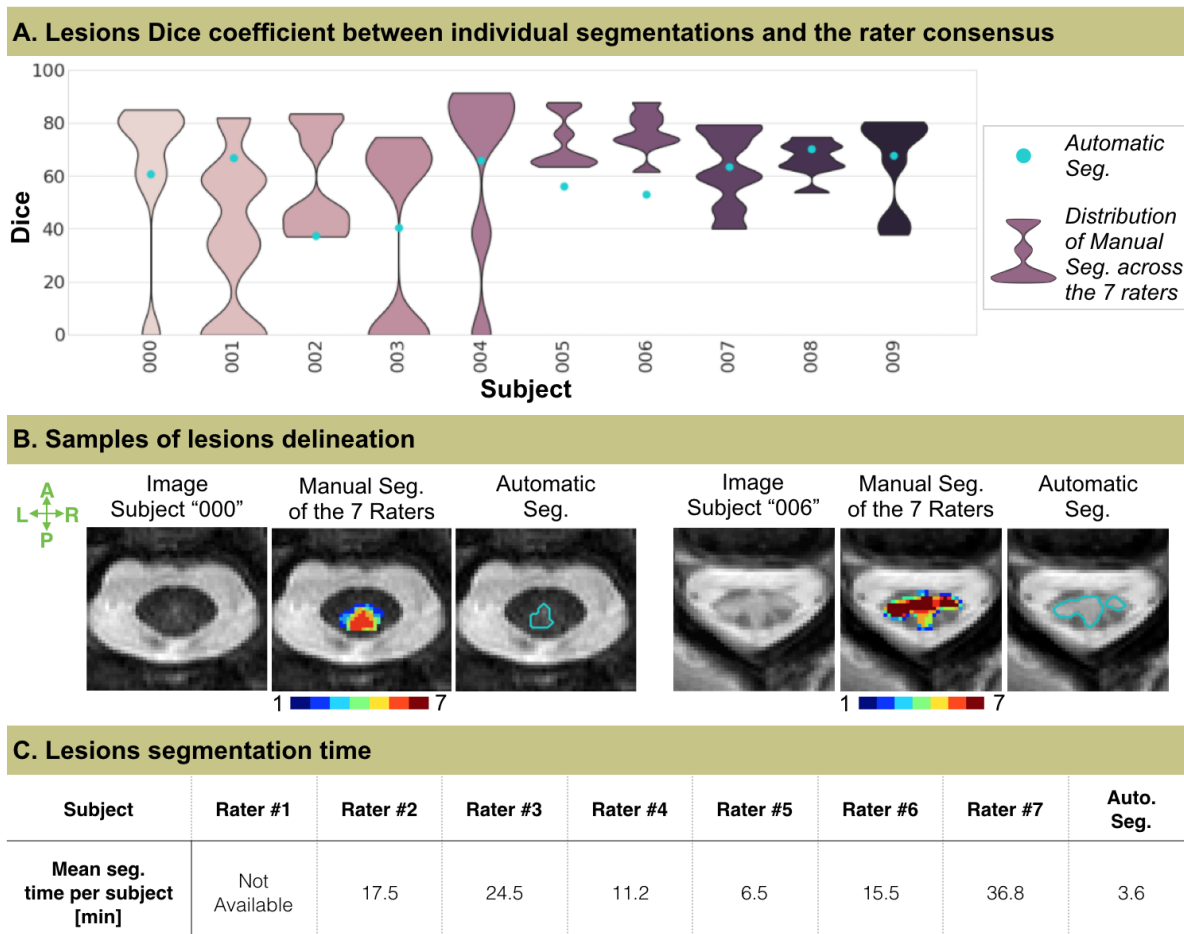 A. Lesions Dice coefficient between individual segmentations and the rater consensus
100
80
60
40
20
0
Dice
000
001
002
003
004
005
006
007
008
009
Subject
Automatic
Seg.
Distribution
of Manual
Seg. across
the 7 raters
B. Samples of lesions delineation
A
L
R
P
Image
Subject “000”
Manual Seg.
of the 7 Raters
Automatic
Seg.
Image
Subject “006”
Manual Seg.
of the 7 Raters
Automatic
Seg.
1
7
1
7
C. Lesions segmentation time
Subject
Rater #1
Rater #2
Rater #3
Rater #4
Rater #5
Rater #6
Rater #7
Auto.
Seg.
Mean seg.
time per subject
[min]
Not
Available
17.5
24.5
11.2
6.5
15.5
36.8
3.6